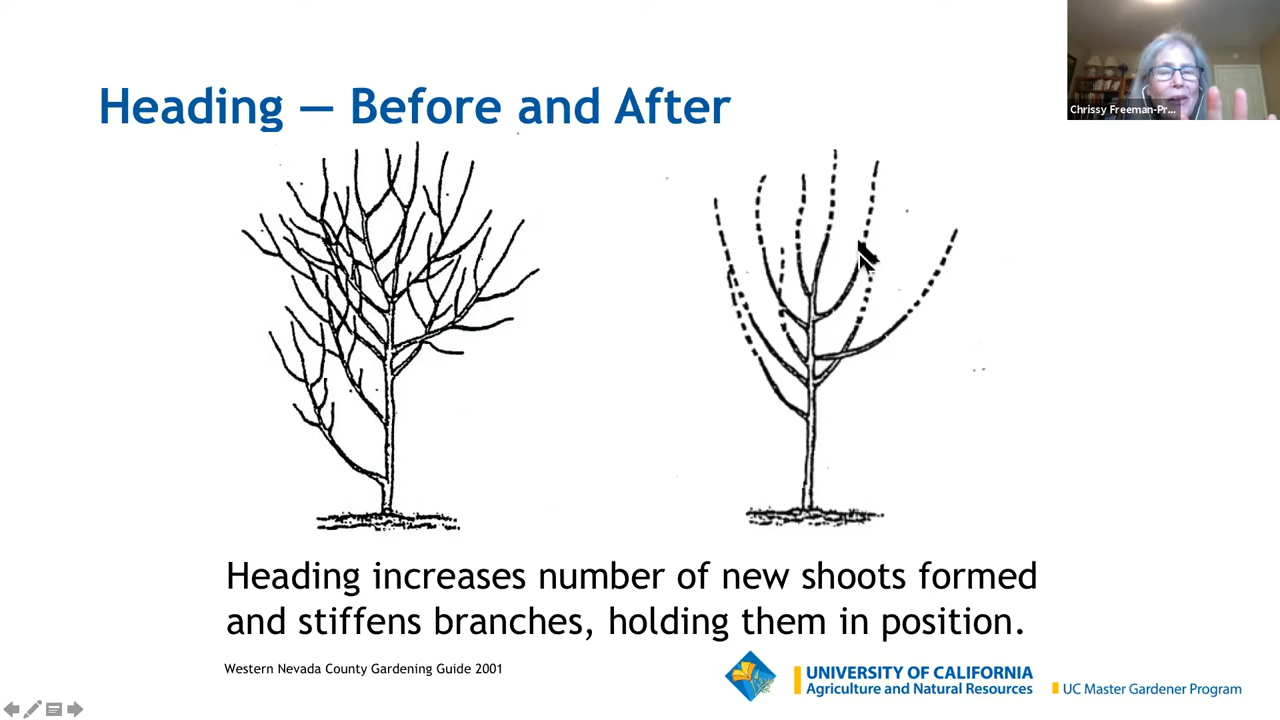 Heading — Before and After
Chrissy Freeman-Pr...
Heading increases number of new shoots formed
and stiffens branches, holding them in position.
Western Nevada County Gardening Guide 2001
UNIVERSITY OF CALIFORNIA
Agriculture and Natural Resources
UC Master Gardener Program